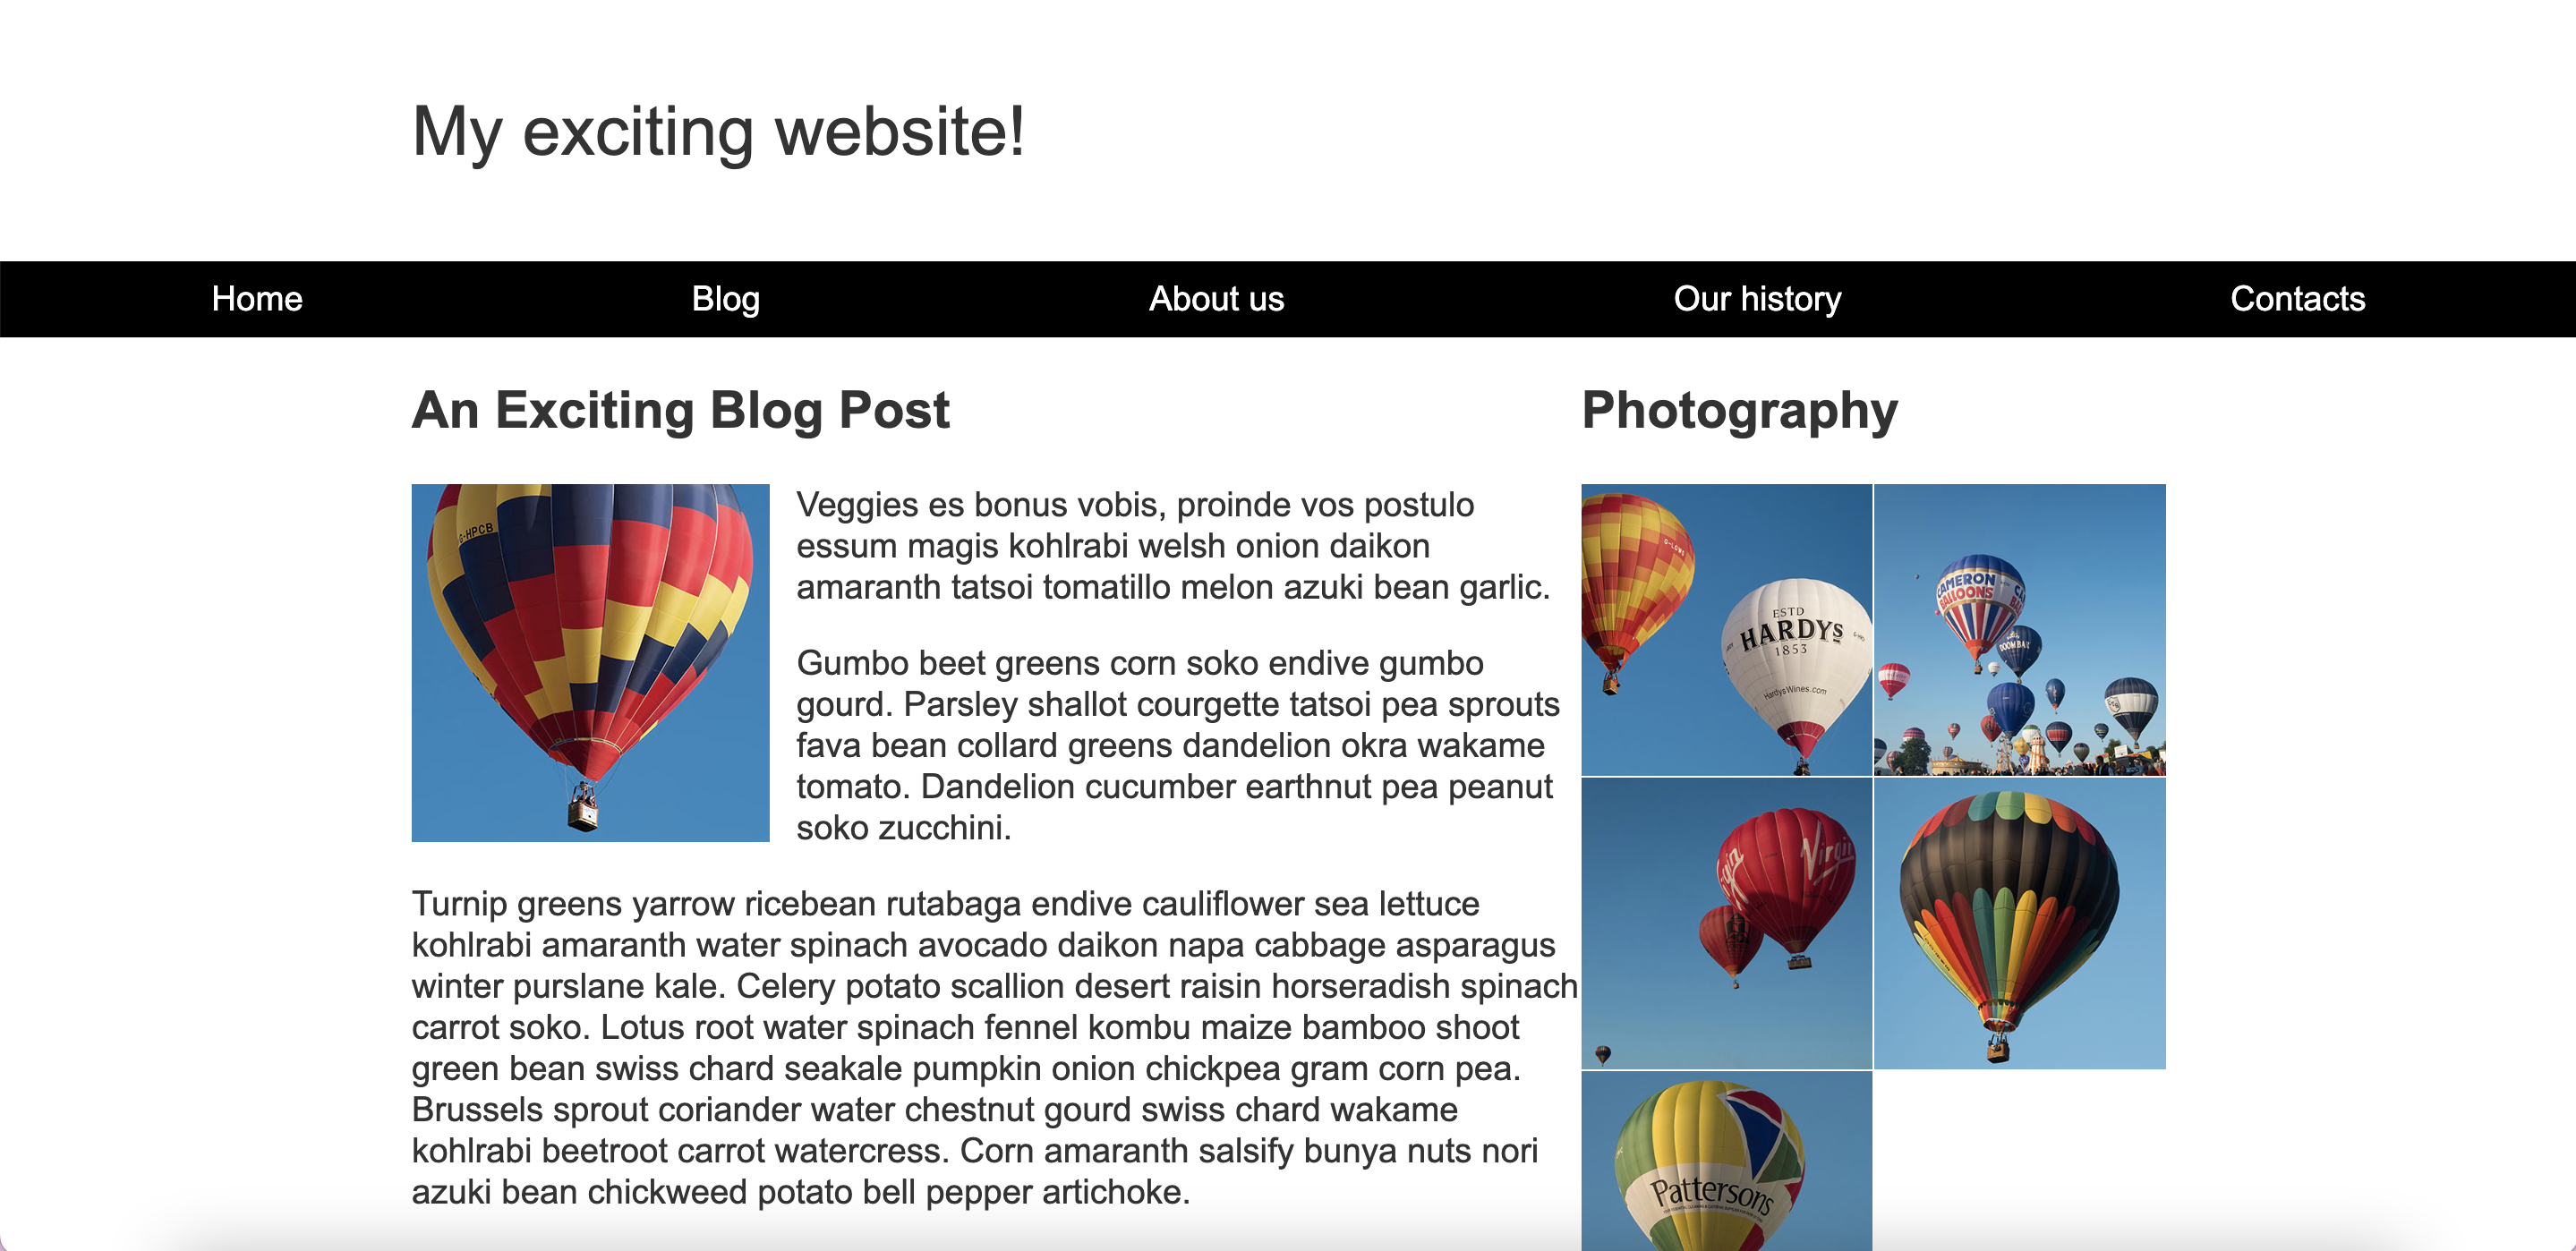 My exciting website!
Home
Blog
About us
Our history
Contacts
An Exciting Blog Post
G-HPCB
Veggies es bonus vobis, proinde vos postulo
essum magis kohlrabi welsh onion daikon
amaranth tatsoi tomatillo melon azuki bean garlic.
Gumbo beet greens corn soko endive gumbo
gourd. Parsley shallot courgette tatsoi pea sprouts
fava bean collard greens dandelion okra wakame
tomato. Dandelion cucumber earthnut pea peanut
soko zucchini.
Turnip greens yarrow ricebean rutabaga endive cauliflower sea lettuce
kohlrabi amaranth water spinach avocado daikon napa cabbage asparagus
winter purslane kale. Celery potato scallion desert raisin horseradish spinach
carrot soko. Lotus root water spinach fennel kombu maize bamboo shoot
green bean swiss chard seakale pumpkin onion chickpea gram corn pea.
Brussels sprout coriander water chestnut gourd swiss chard wakame
kohlrabi beetroot carrot watercress. Corn amaranth salsify bunya nuts nori
azuki bean chickweed potato bell pepper artichoke.
Photography
ESTD
HARDYS
1853
HardysWines.com
CAMERON
BALLOONS
Virgin
Pattersons